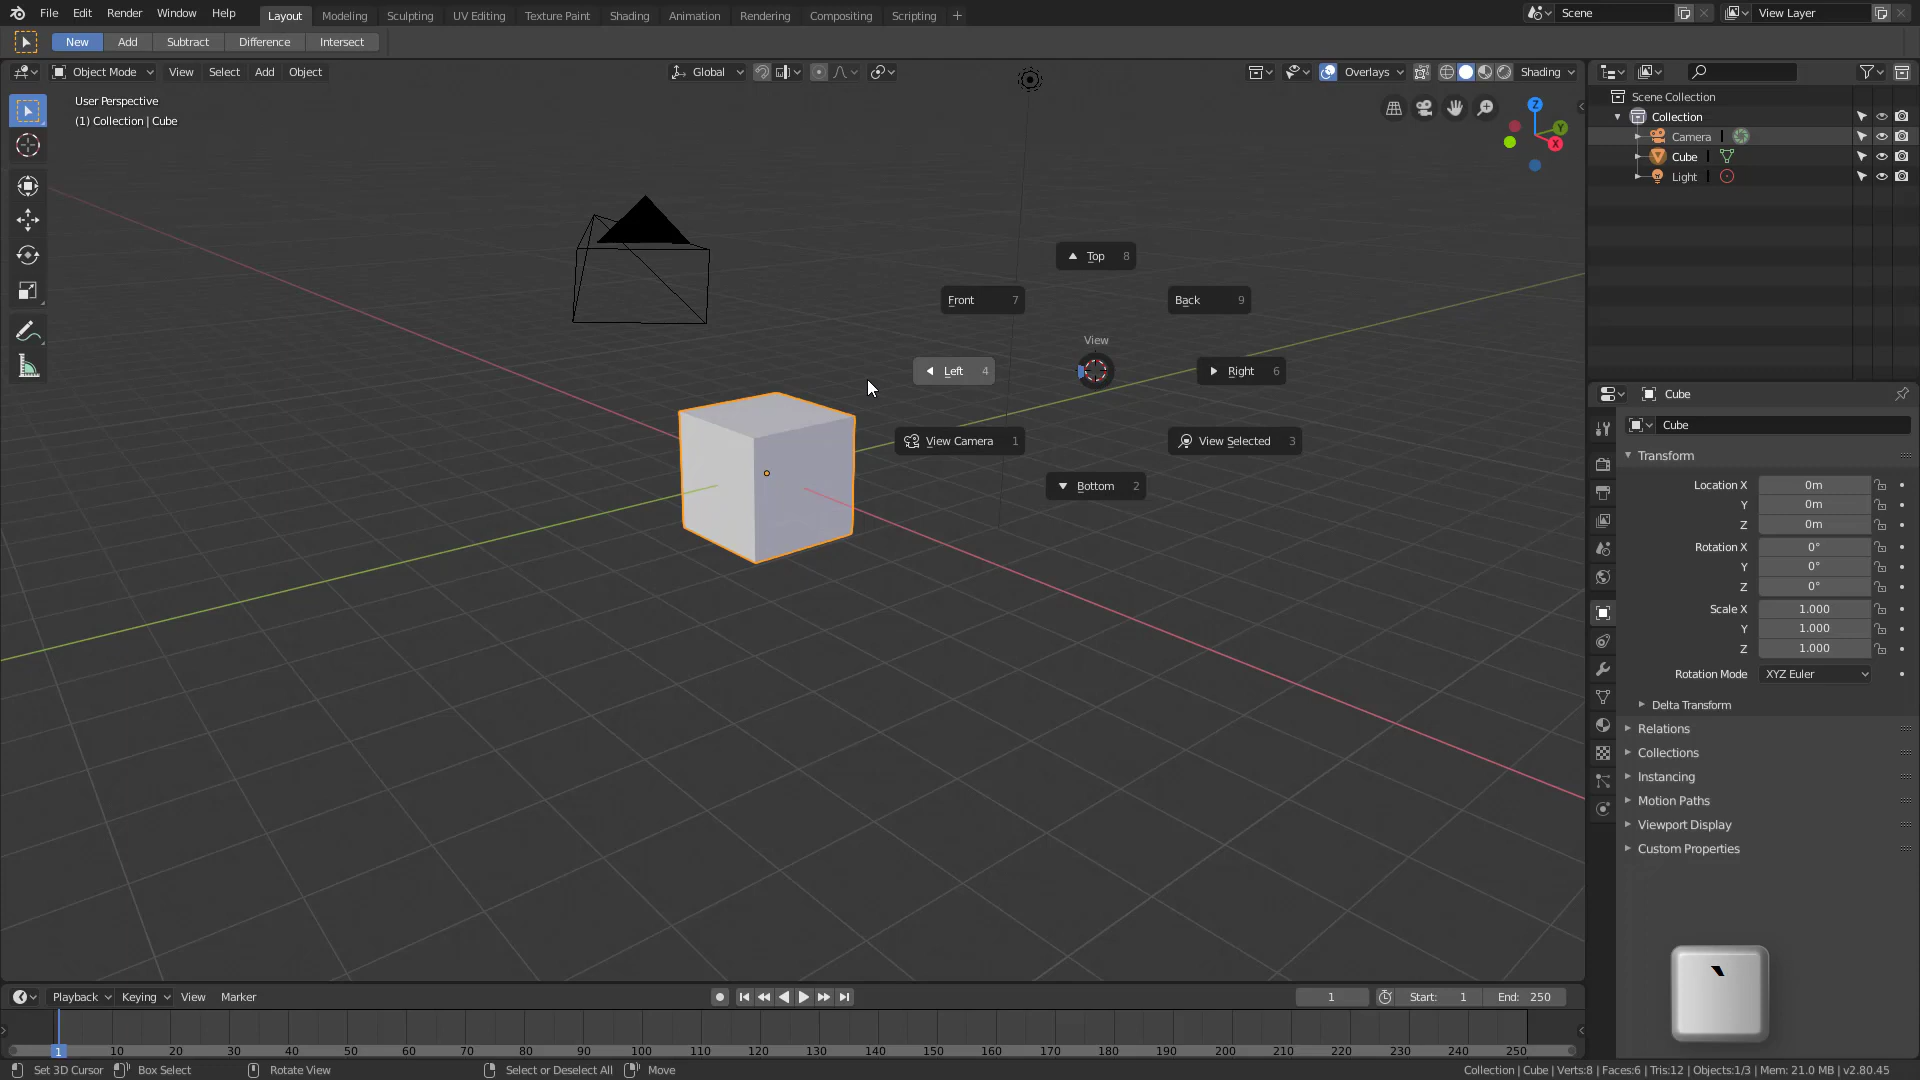 File Edit Render Window Help Layout Modeling Sculpting UV Editing Texture Paint Shading Animation Rendering Compositing Scripting + Scene View Layer
New Add Subtract Difference Intersect
Object Mode View Select Add Object Global Overlays Shading
User Perspective
(1) Collection | Cube
Z
Y
X
Top 8
Front 7
Back 9
View
Left 4
Right 6
View Camera 1
View Selected 3
Bottom 2
Scene Collection
Collection
Camera
Cube
Light
Cube
Cube
Transform
Location X 0m
Y 0m
Z 0m
Rotation X 0°
Y 0°
Z 0°
Scale X 1.000
Y 1.000
Z 1.000
Rotation Mode XYZ Euler
Delta Transform
Relations
Collections
Instancing
Motion Paths
Viewport Display
Custom Properties
`
Playback Keying View Marker 1 Start: 1 End: 250
1 10 20 30 40 50 60 70 80 90 100 110 120 130 140 150 160 170 180 190 200 210 220 230 240 250
Set 3D Cursor Box Select Rotate View Select or Deselect All Move Collection | Cube | Verts:8 | Faces:6 | Tris:12 | Objects:1/3 | Mem: 21.0 MB | v2.80.45